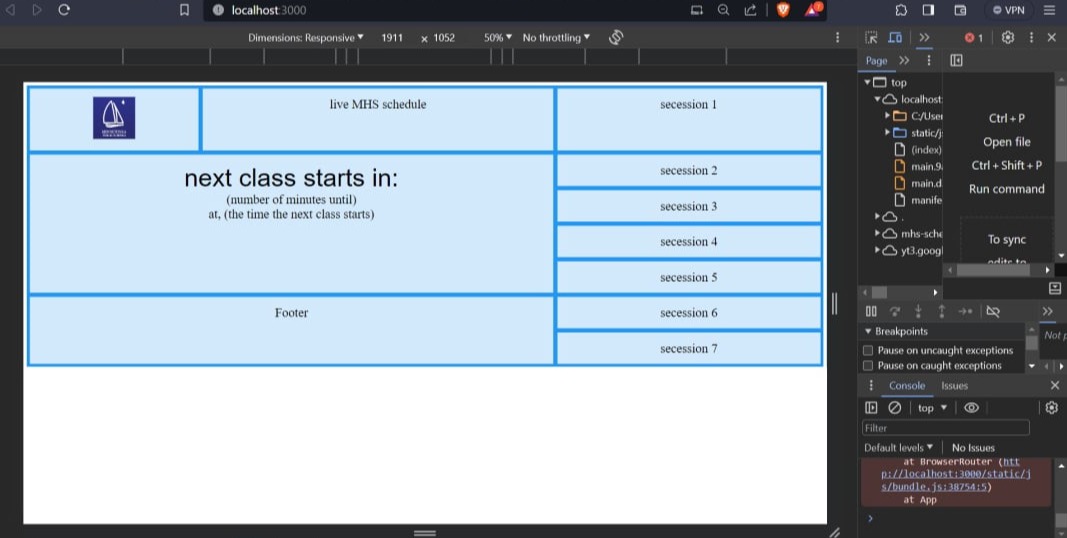 localhost:3000
VPN
Dimensions: Responsive 1911 x 1052 50% No throttling
1
Page
top
localhost
C:/User
static/j
(index)
main.9
main.d
manife
.
mhs-sche
yt3.googl
Ctrl + P
Open file
Ctrl + Shift + P
Run command
To sync
edits to
live MHS schedule
secession 1
next class starts in:
(number of minutes until)
at, (the time the next class starts)
secession 2
secession 3
secession 4
secession 5
Footer
secession 6
secession 7
Breakpoints
Not p
Pause on uncaught exceptions
Pause on caught exceptions
Console Issues
top
Filter
Default levels No Issues
at BrowserRouter (htt
p://localhost:3000/static/j
s/bundle.js:38754:5)
at App